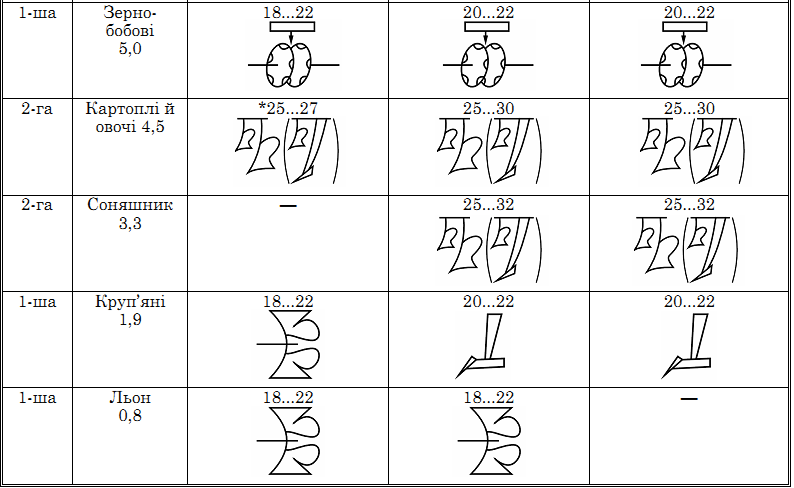 1-ша Зерно- 18...22 20...22 20...22
бобові
5,0
2-га Картоплі й *25...27 25...30 25...30
овочі 4,5
2-га Соняшник — 25...32 25...32
3,3
1-ша Круп’яні 18...22 20...22 20...22
1,9
1-ша Льон 18...22 18...22 —
0,8